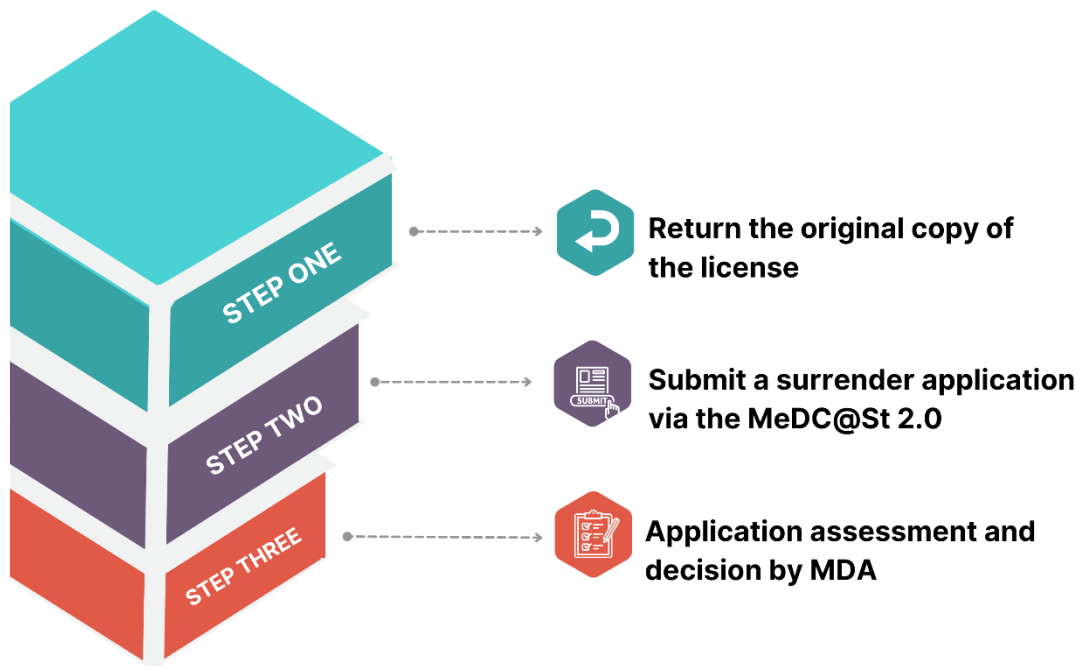 STEP ONE
Return the original copy of
the license
STEP TWO
SUBMIT
Submit a surrender application
via the MeDC@St 2.0
STEP THREE
Application assessment and
decision by MDA